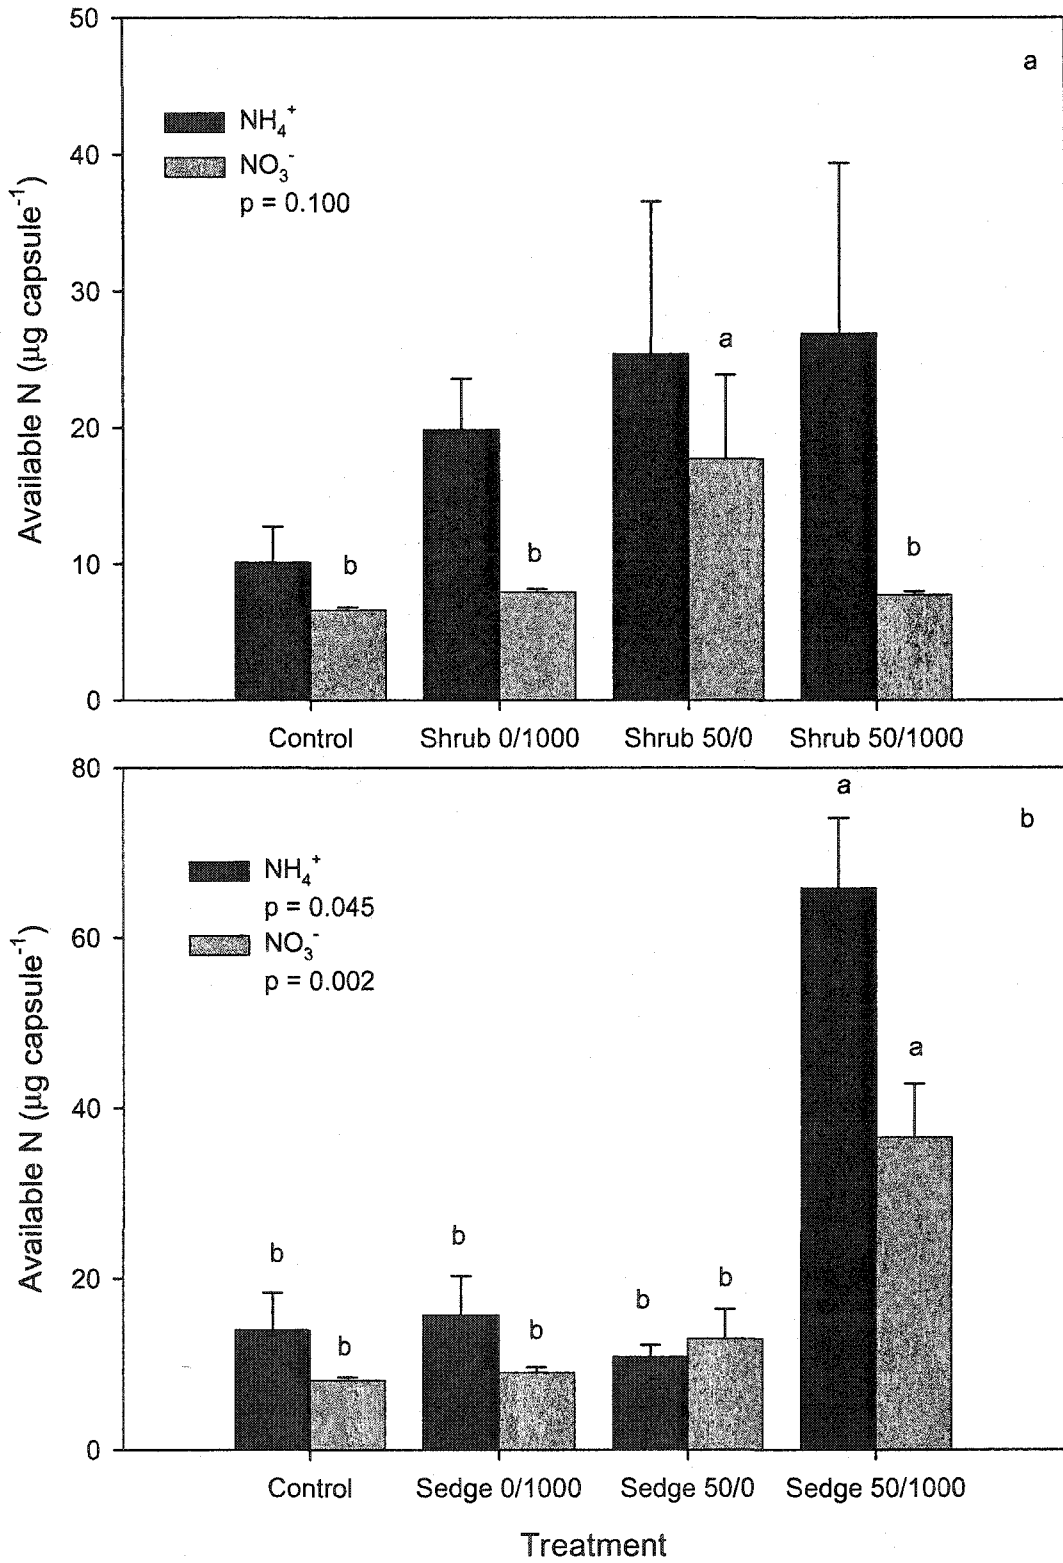 50
a
NH₄⁺
NO₃⁻
p = 0.100
40
30
20
10
0
Available N (µg capsule⁻¹)
a
b
b
b
Control
Shrub 0/1000
Shrub 50/0
Shrub 50/1000
80
a
b
NH₄⁺
p = 0.045
NO₃⁻
p = 0.002
60
40
20
0
Available N (µg capsule⁻¹)
a
b
b
b
b
b
b
Control
Sedge 0/1000
Sedge 50/0
Sedge 50/1000
Treatment